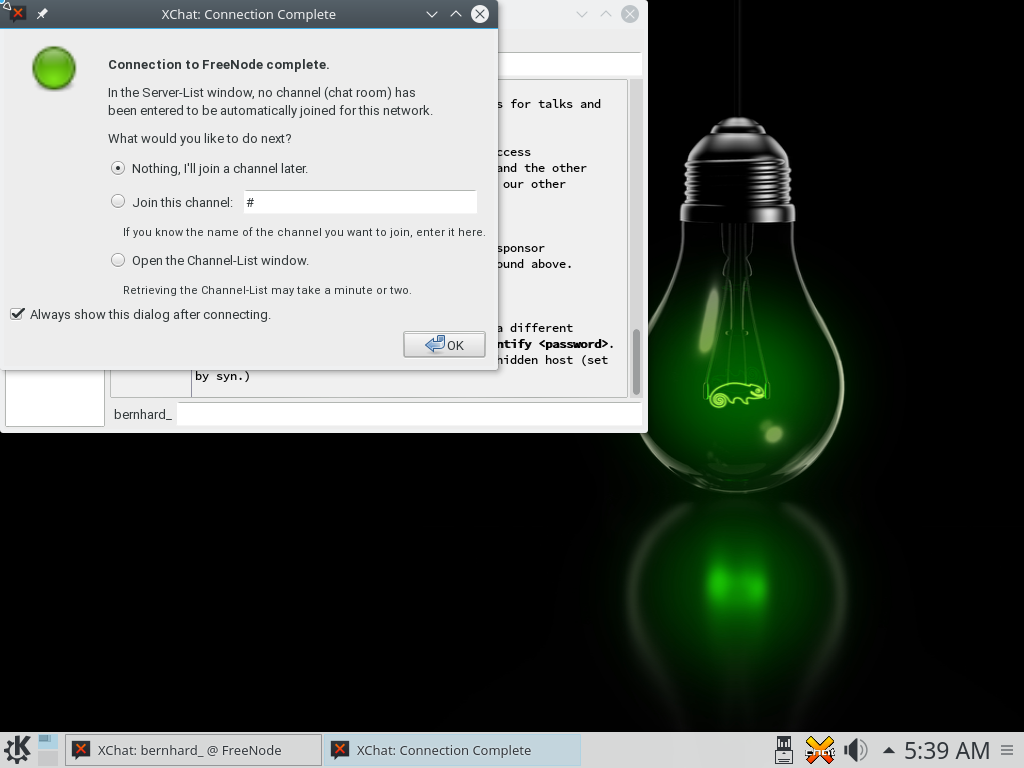 XChat: Connection Complete
Connection to FreeNode complete.
In the Server-List window, no channel (chat room) has
been entered to be automatically joined for this network.
What would you like to do next?
Nothing, I'll join a channel later.
Join this channel: #
If you know the name of the channel you want to join, enter it here.
Open the Channel-List window.
Retrieving the Channel-List may take a minute or two.
Always show this dialog after connecting.
OK
for talks and
and the other
our other
above.
a different
<password>.
hidden host (set
by syn.)
bernhard_
XChat: bernhard_ @ FreeNode
XChat: Connection Complete
5:39 AM